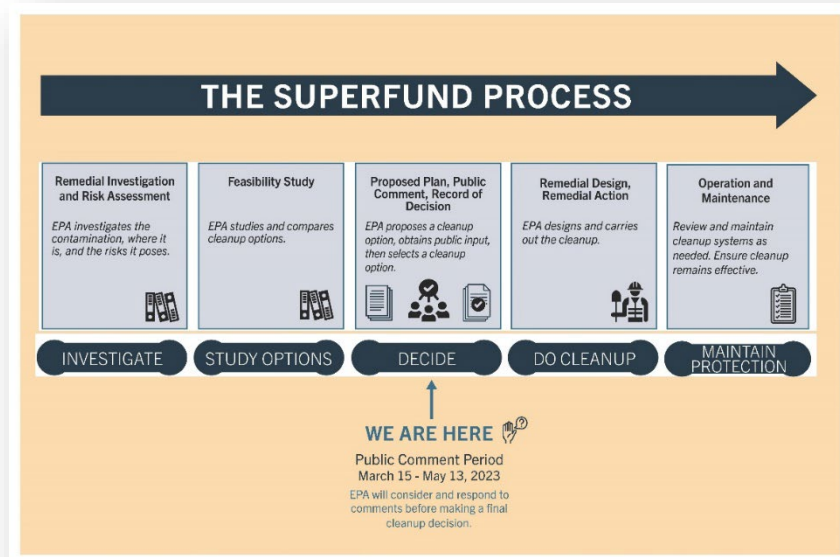 THE SUPERFUND PROCESS
Remedial Investigation
and Risk Assessment
EPA investigates the
contamination, where it
is, and the risks it poses.
Feasibility Study
EPA studies and compares
cleanup options.
Proposed Plan, Public
Comment, Record of
Decision
EPA proposes a cleanup
option, obtains public input,
then selects a cleanup
option.
Remedial Design,
Remedial Action
EPA designs and carries
out the cleanup.
Operation and
Maintenance
Review and maintain
cleanup systems as
needed. Ensure cleanup
remains effective.
INVESTIGATE
STUDY OPTIONS
DECIDE
DO CLEANUP
MAINTAIN
PROTECTION
WE ARE HERE
?
Public Comment Period
March 15 - May 13, 2023
EPA will consider and respond to
comments before making a final
cleanup decision.